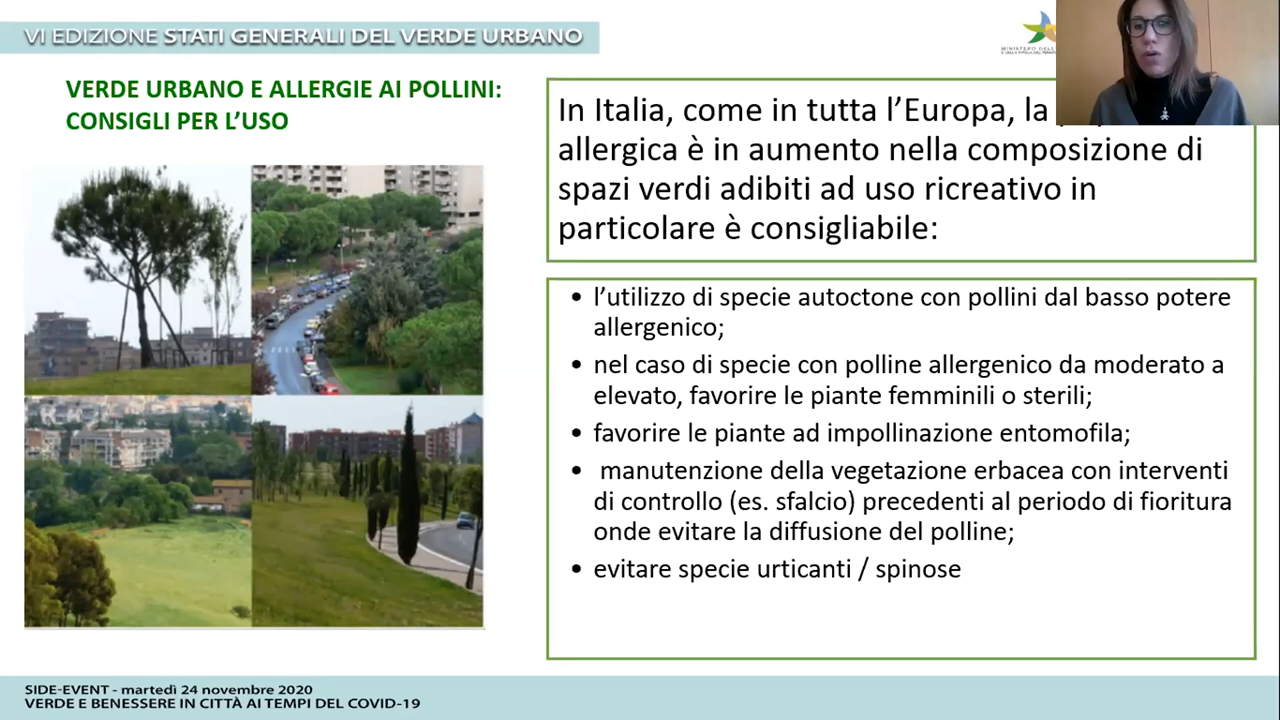 VI EDIZIONE STATI GENERALI DEL VERDE URBANO
VERDE URBANO E ALLERGIE AI POLLINI:
CONSIGLI PER L'USO
In Italia, come in tutta l'Europa, la
allergica è in aumento nella composizione di
spazi verdi adibiti ad uso ricreativo in
particolare è consigliabile:
• l'utilizzo di specie autoctone con pollini dal basso potere
allergenico;
• nel caso di specie con polline allergenico da moderato a
elevato, favorire le piante femminili o sterili;
• favorire le piante ad impollinazione entomofila;
• manutenzione della vegetazione erbacea con interventi
di controllo (es. sfalcio) precedenti al periodo di fioritura
onde evitare la diffusione del polline;
• evitare specie urticanti / spinose
SIDE-EVENT - martedì 24 novembre 2020
VERDE E BENESSERE IN CITTÀ AI TEMPI DEL COVID-19